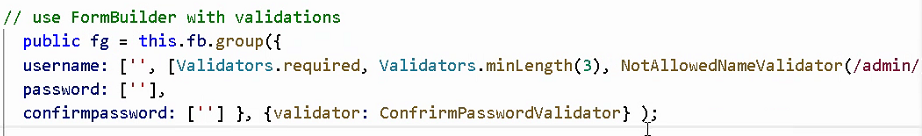 // use FormBuilder with validations
public fg = this.fb.group({
username: ['', [Validators.required, Validators.minLength(3), NotAllowedNameValidator(/admin/
password: [''],
confirmpassword: [''] }, {validator: ConfrirmPasswordValidator} );